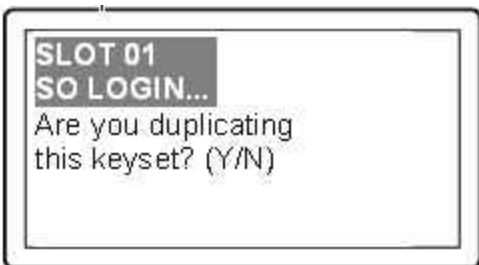 SLOT 01
SO LOGIN...
Are you duplicating
this keyset? (Y/N)